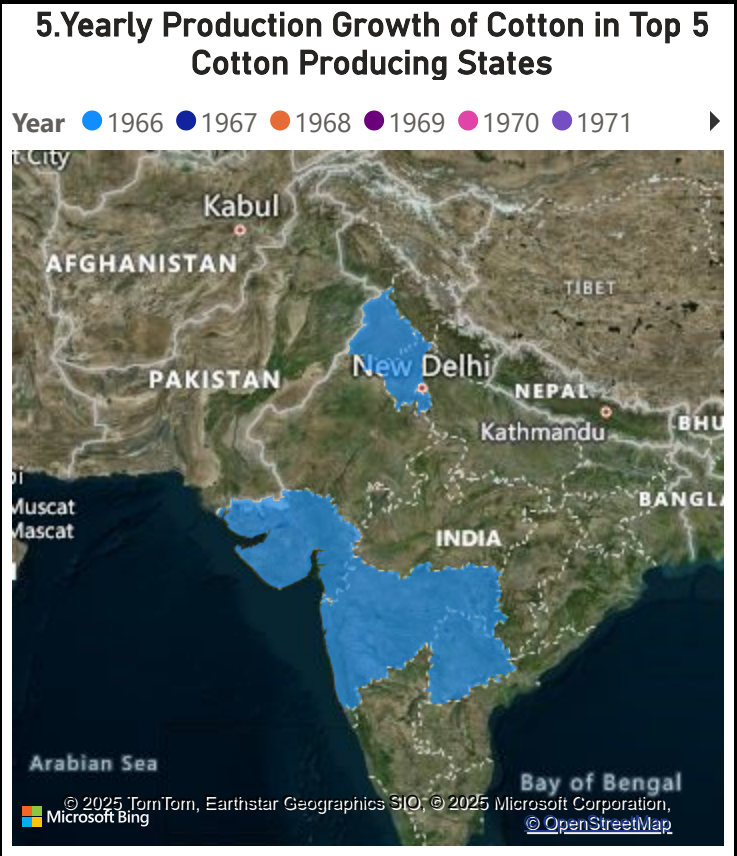 5.Yearly Production Growth of Cotton in Top 5
Cotton Producing States
Year 1966 1967 1968 1969 1970 1971
t City
Kabul
AFGHANISTAN
TIBET
New Delhi
PAKISTAN
NEPAL
Kathmandu
BHU
BANGLA
Muscat
Mascat
INDIA
Arabian Sea
Bay of Bengal
© 2025 TomTom, Earthstar Geographics SIO, © 2025 Microsoft Corporation,
Microsoft Bing
© OpenStreetMap